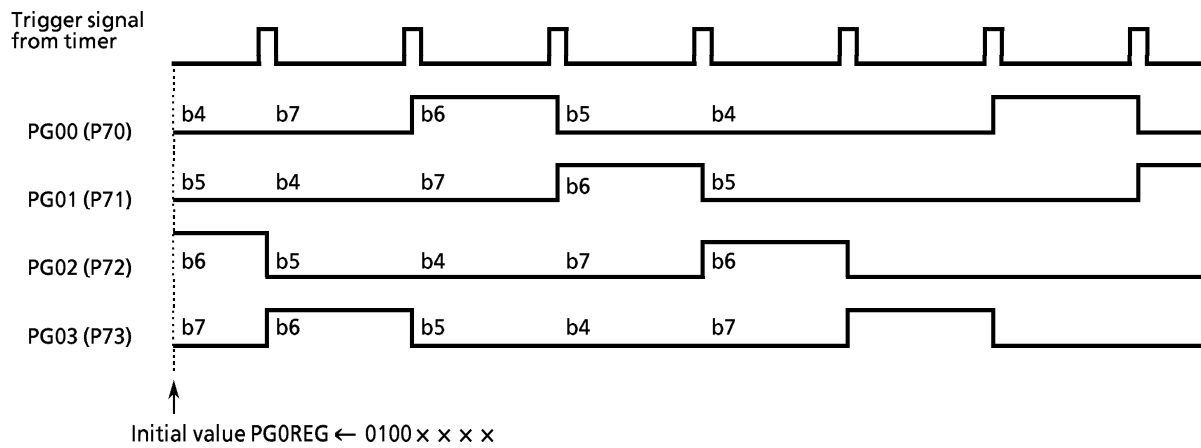 Trigger signal
from timer
PG00 (P70)
b4 b7 b6 b5 b4
PG01 (P71)
b5 b4 b7 b6 b5
PG02 (P72)
b6 b5 b4 b7 b6
PG03 (P73)
b7 b6 b5 b4 b7
Initial value PG0REG ← 0100 × × × ×